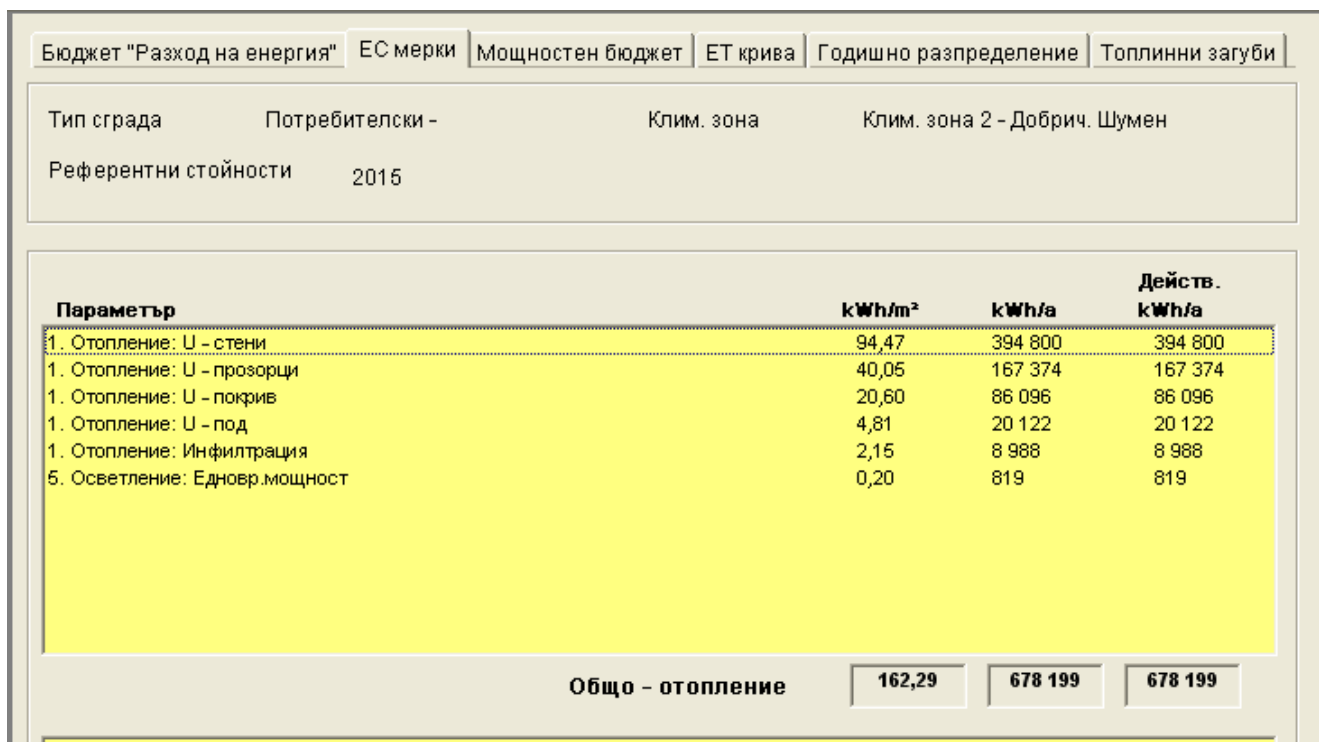 Бюджет "Разход на енергия" ЕС мерки Мощностен бюджет ЕТ крива Годишно разпределение Топлинни загуби
Тип сграда Потребителски - Клим. зона Клим. зона 2 - Добрич. Шумен
Референтни стойности 2015
Действ.
Параметър kWh/m² kWh/a kWh/a
1. Отопление: U - стени 94,47 394 800 394 800
1. Отопление: U - прозорци 40,05 167 374 167 374
1. Отопление: U - покрив 20,60 86 096 86 096
1. Отопление: U - под 4,81 20 122 20 122
1. Отопление: Инфилтрация 2,15 8 988 8 988
5. Осветление: Едновр.мощност 0,20 819 819
Общо - отопление 162,29 678 199 678 199